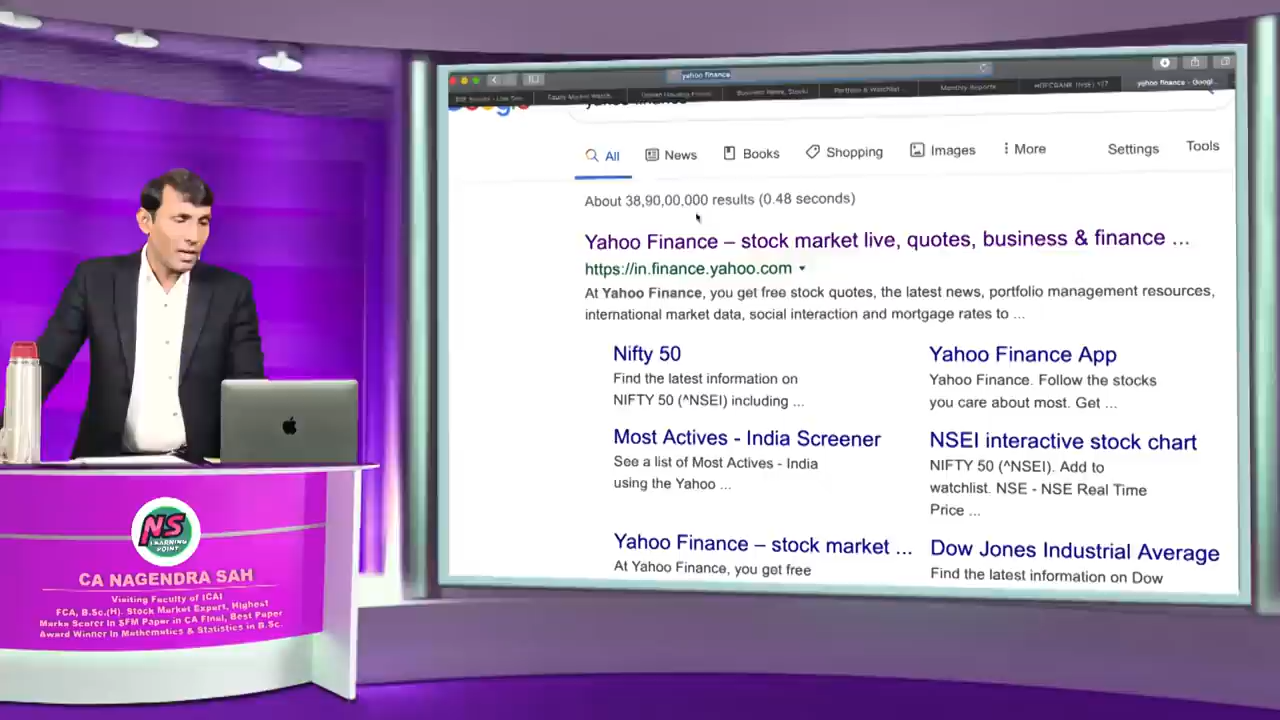 yahoo finance
Monthly Reports
yahoo finance - Googl...
All
News
Books
Shopping
Images
More
Settings
Tools
About 38,90,00,000 results (0.48 seconds)
Yahoo Finance – stock market live, quotes, business & finance ...
https://in.finance.yahoo.com
At Yahoo Finance, you get free stock quotes, the latest news, portfolio management resources,
international market data, social interaction and mortgage rates to ...
Nifty 50
Find the latest information on
NIFTY 50 (^NSEI) including ...
Yahoo Finance App
Yahoo Finance. Follow the stocks
you care about most. Get ...
Most Actives - India Screener
See a list of Most Actives - India
using the Yahoo ...
NSEI interactive stock chart
NIFTY 50 (^NSEI). Add to
watchlist. NSE - NSE Real Time
Price ...
Yahoo Finance – stock market ...
At Yahoo Finance, you get free
Dow Jones Industrial Average
Find the latest information on Dow
NS
LEARNING
POINT
CA NAGENDRA SAH
Visiting Faculty of ICAI
FCA, B.Sc.(H). Stock Market Expert, Highest
Marks Scorer in SFM Paper in CA Final, Best Paper
Award Winner in Mathematics & Statistics in B.Sc.